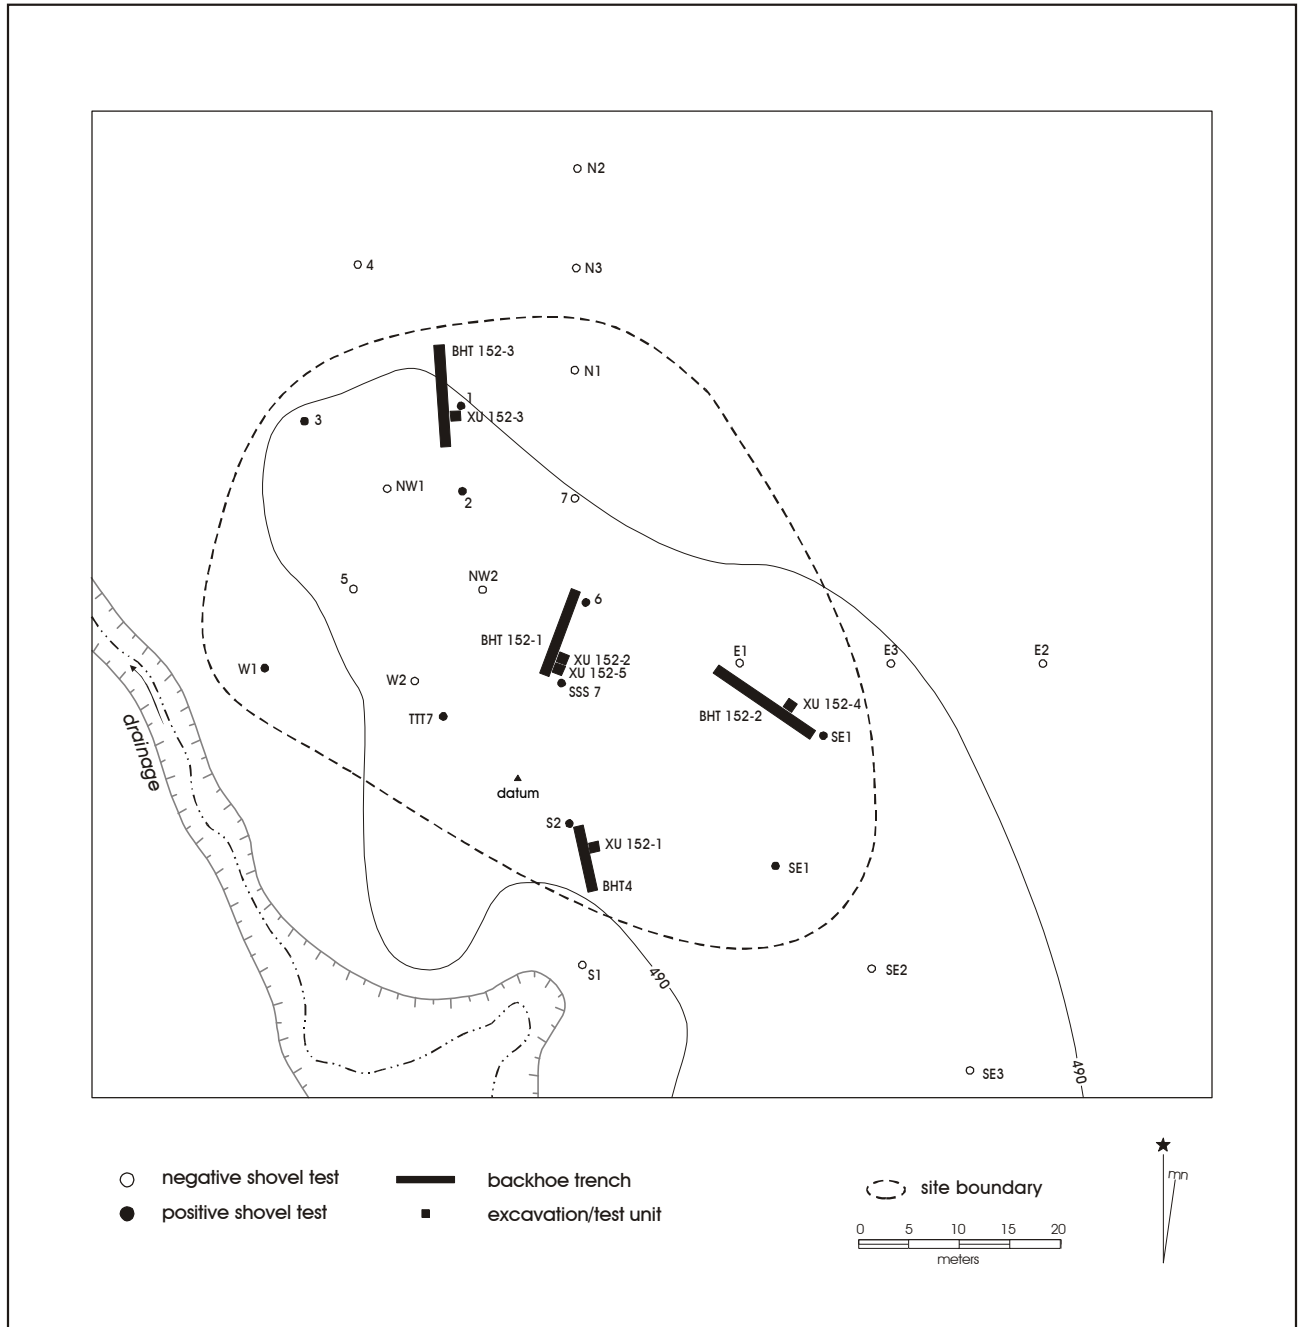 N2
4
N3
BHT 152-3
N1
1
XU 152-3
3
NW1
2
7
5
NW2
6
BHT 152-1
XU 152-2
XU 152-5
SSS 7
W1
W2
TTT7
E1
E3
E2
XU 152-4
BHT 152-2
SE1
drainage
datum
S2
XU 152-1
BHT4
SE1
S1
490
SE2
490
SE3
negative shovel test
positive shovel test
backhoe trench
excavation/test unit
site boundary
0 5 10 15 20
meters
mn